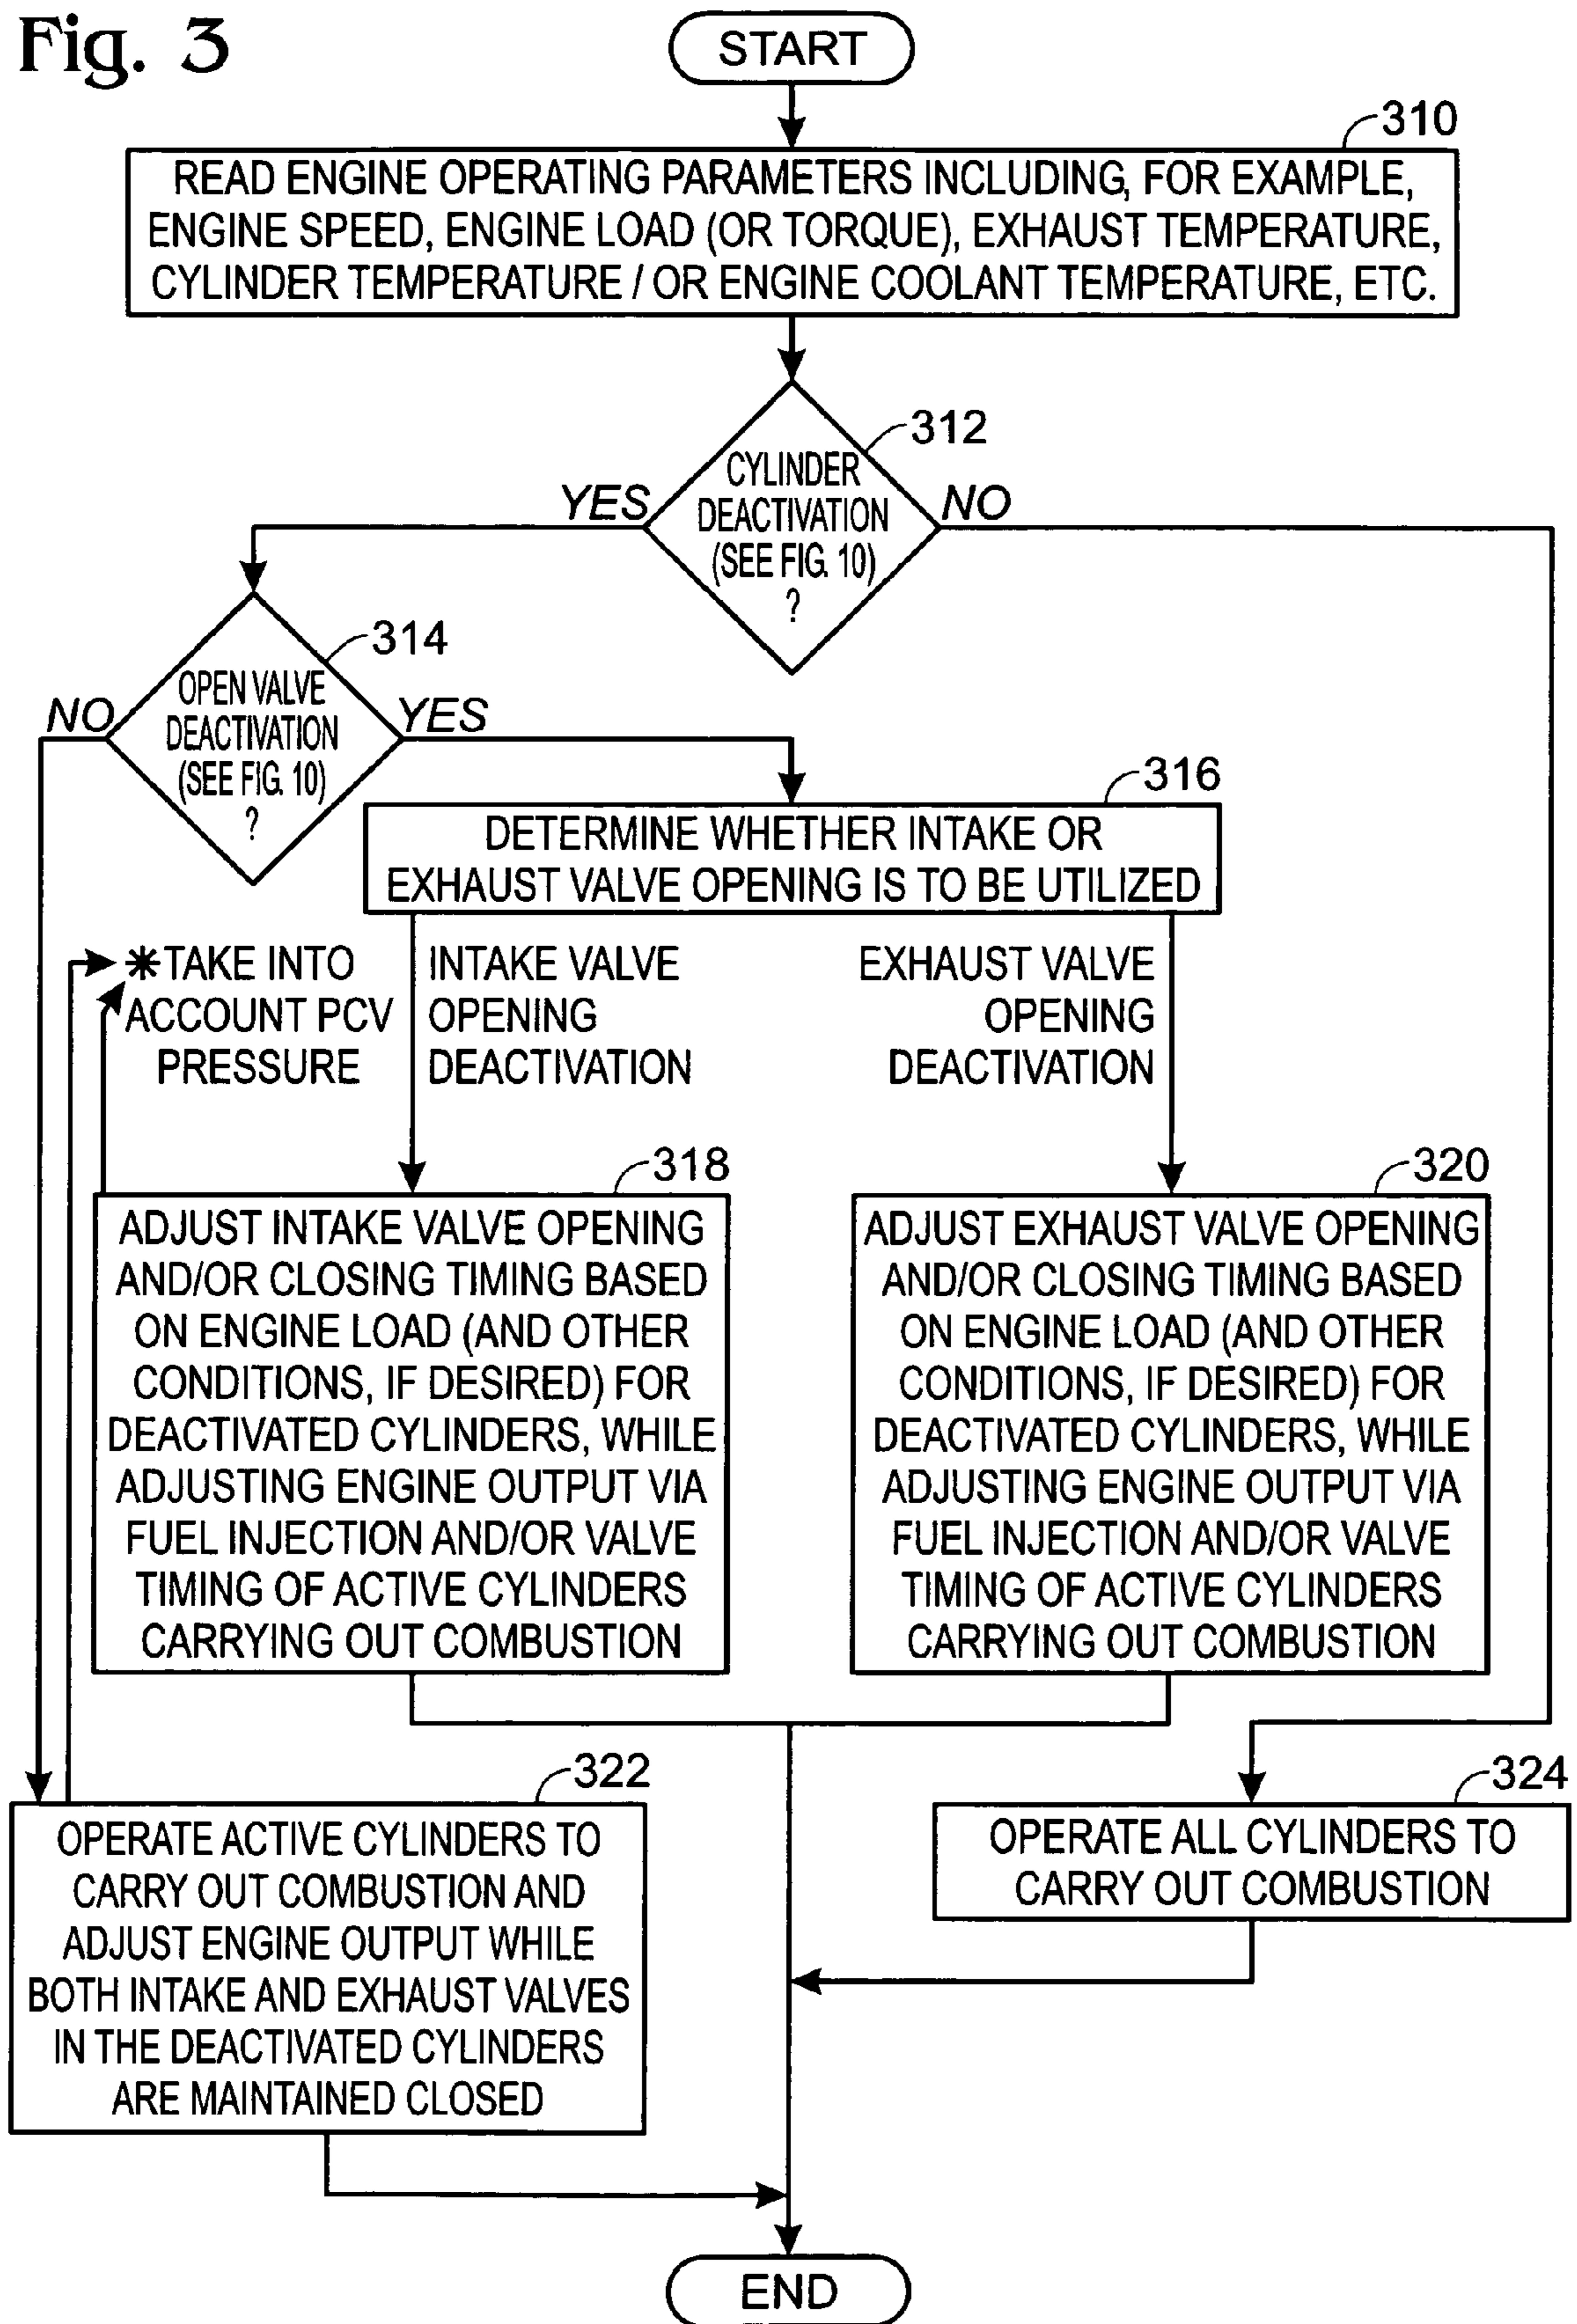 Fig. 3
START
310
READ ENGINE OPERATING PARAMETERS INCLUDING, FOR EXAMPLE,
ENGINE SPEED, ENGINE LOAD (OR TORQUE), EXHAUST TEMPERATURE,
CYLINDER TEMPERATURE / OR ENGINE COOLANT TEMPERATURE, ETC.
312
CYLINDER
DEACTIVATION
(SEE FIG. 10)
?
YES
NO
314
OPEN VALVE
DEACTIVATION
(SEE FIG. 10)
?
NO
YES
316
DETERMINE WHETHER INTAKE OR
EXHAUST VALVE OPENING IS TO BE UTILIZED
*TAKE INTO
ACCOUNT PCV
PRESSURE
INTAKE VALVE
OPENING
DEACTIVATION
EXHAUST VALVE
OPENING
DEACTIVATION
318
ADJUST INTAKE VALVE OPENING
AND/OR CLOSING TIMING BASED
ON ENGINE LOAD (AND OTHER
CONDITIONS, IF DESIRED) FOR
DEACTIVATED CYLINDERS, WHILE
ADJUSTING ENGINE OUTPUT VIA
FUEL INJECTION AND/OR VALVE
TIMING OF ACTIVE CYLINDERS
CARRYING OUT COMBUSTION
320
ADJUST EXHAUST VALVE OPENING
AND/OR CLOSING TIMING BASED
ON ENGINE LOAD (AND OTHER
CONDITIONS, IF DESIRED) FOR
DEACTIVATED CYLINDERS, WHILE
ADJUSTING ENGINE OUTPUT VIA
FUEL INJECTION AND/OR VALVE
TIMING OF ACTIVE CYLINDERS
CARRYING OUT COMBUSTION
322
OPERATE ACTIVE CYLINDERS TO
CARRY OUT COMBUSTION AND
ADJUST ENGINE OUTPUT WHILE
BOTH INTAKE AND EXHAUST VALVES
IN THE DEACTIVATED CYLINDERS
ARE MAINTAINED CLOSED
324
OPERATE ALL CYLINDERS TO
CARRY OUT COMBUSTION
END